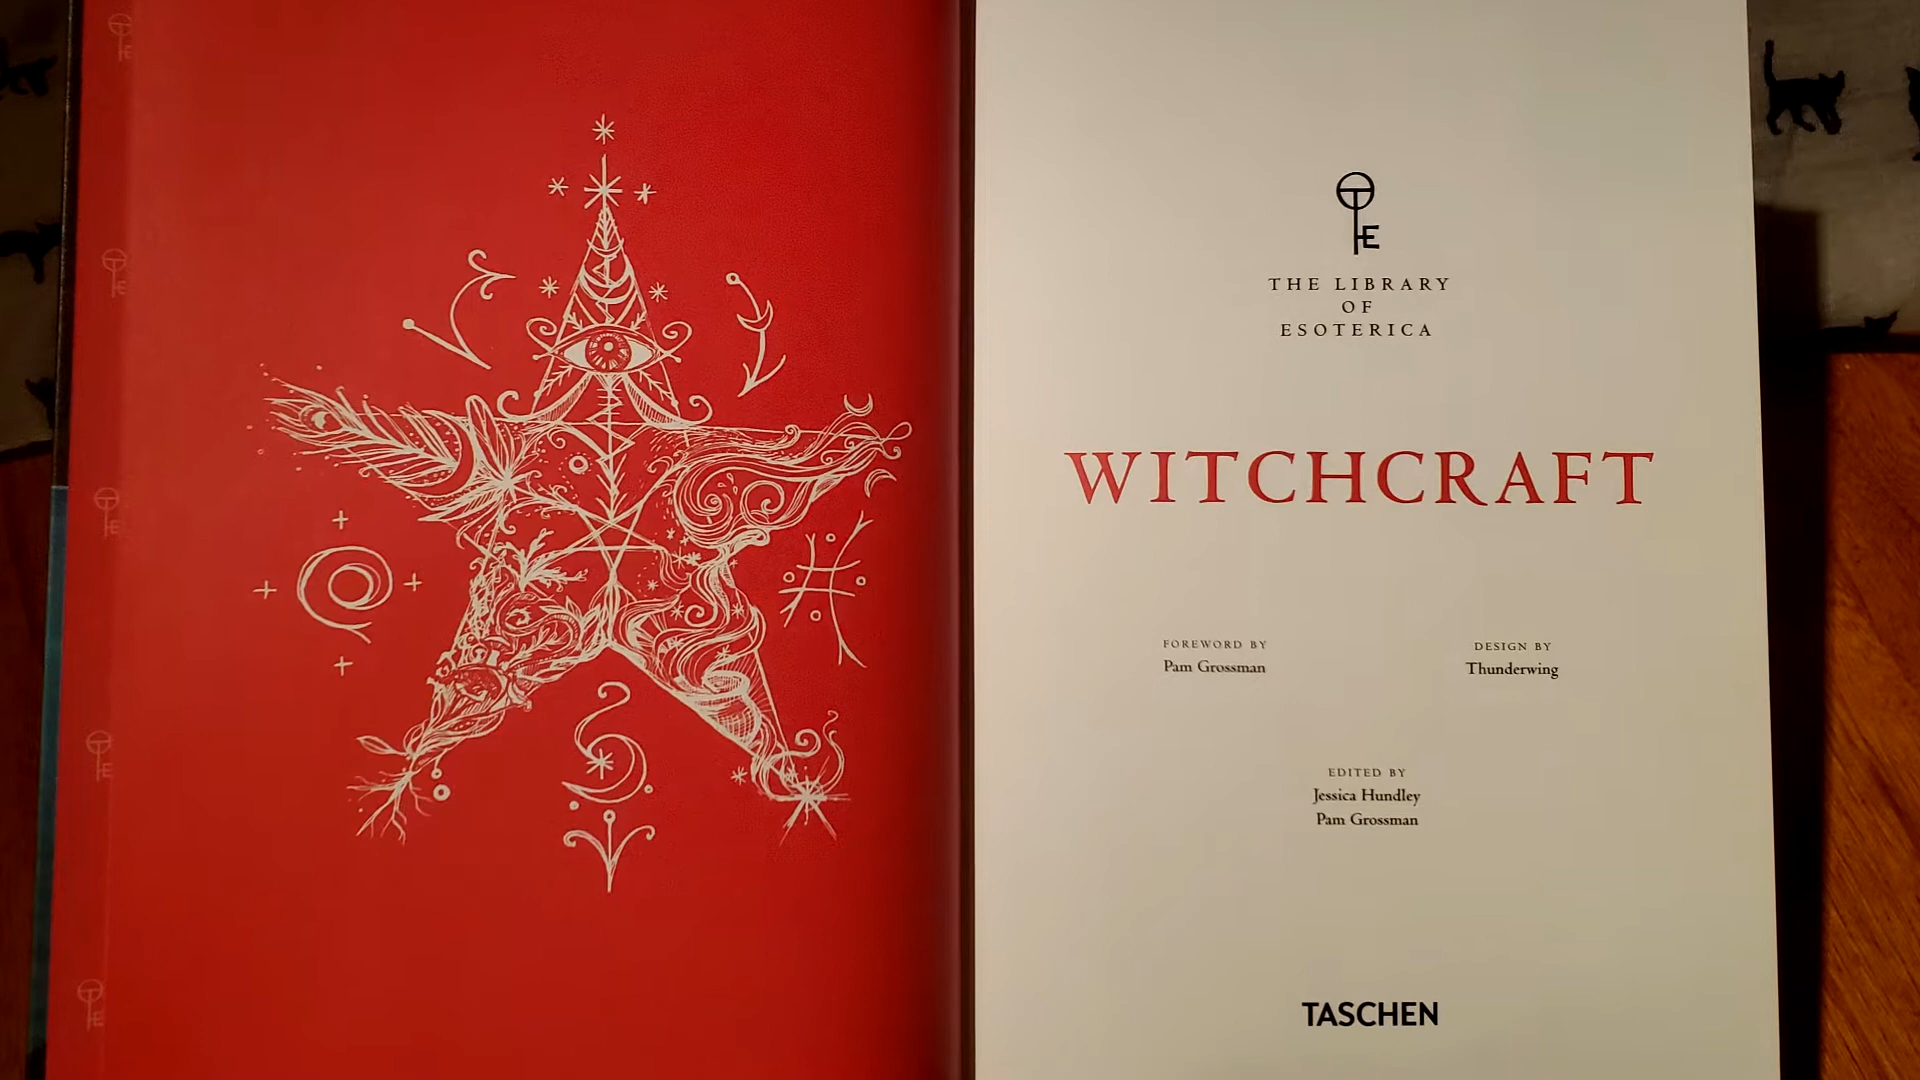 TE
THE LIBRARY
OF
ESOTERICA
WITCHCRAFT
FOREWORD BY
Pam Grossman
DESIGN BY
Thunderwing
EDITED BY
Jessica Hundley
Pam Grossman
TASCHEN